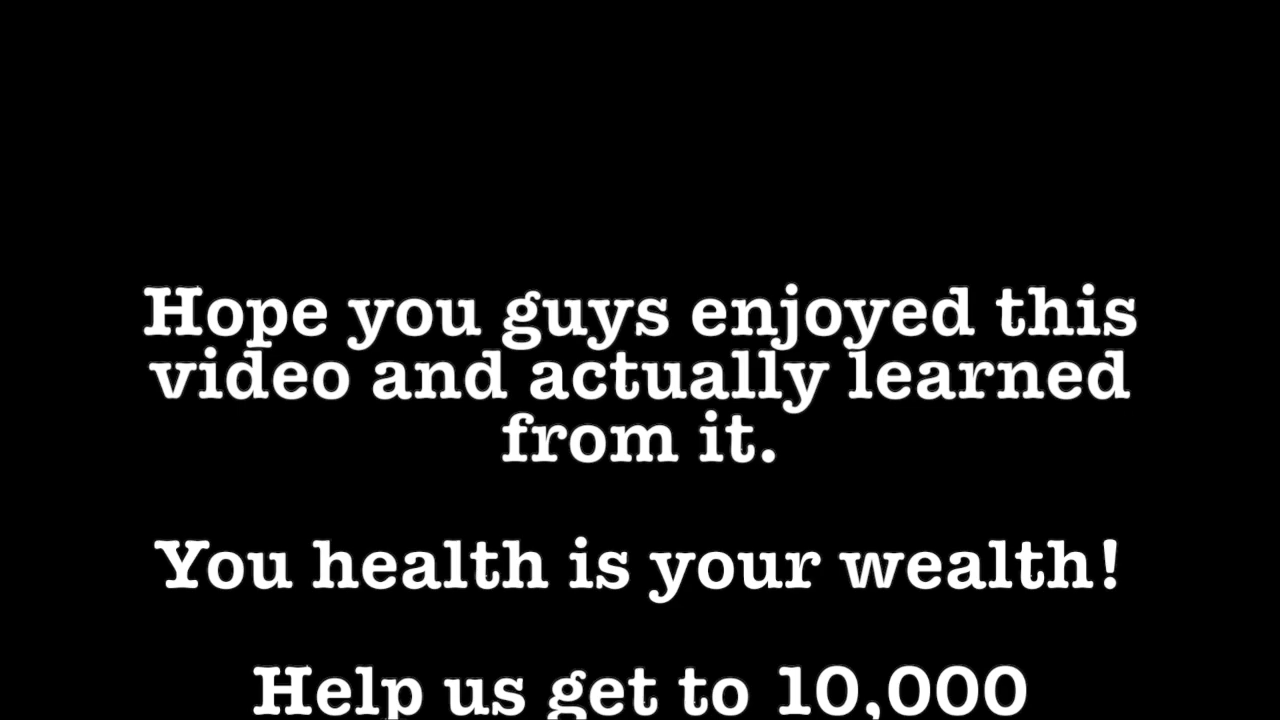 Hope you guys enjoyed this
video and actually learned
from it.
You health is your wealth!
Help us get to 10,000